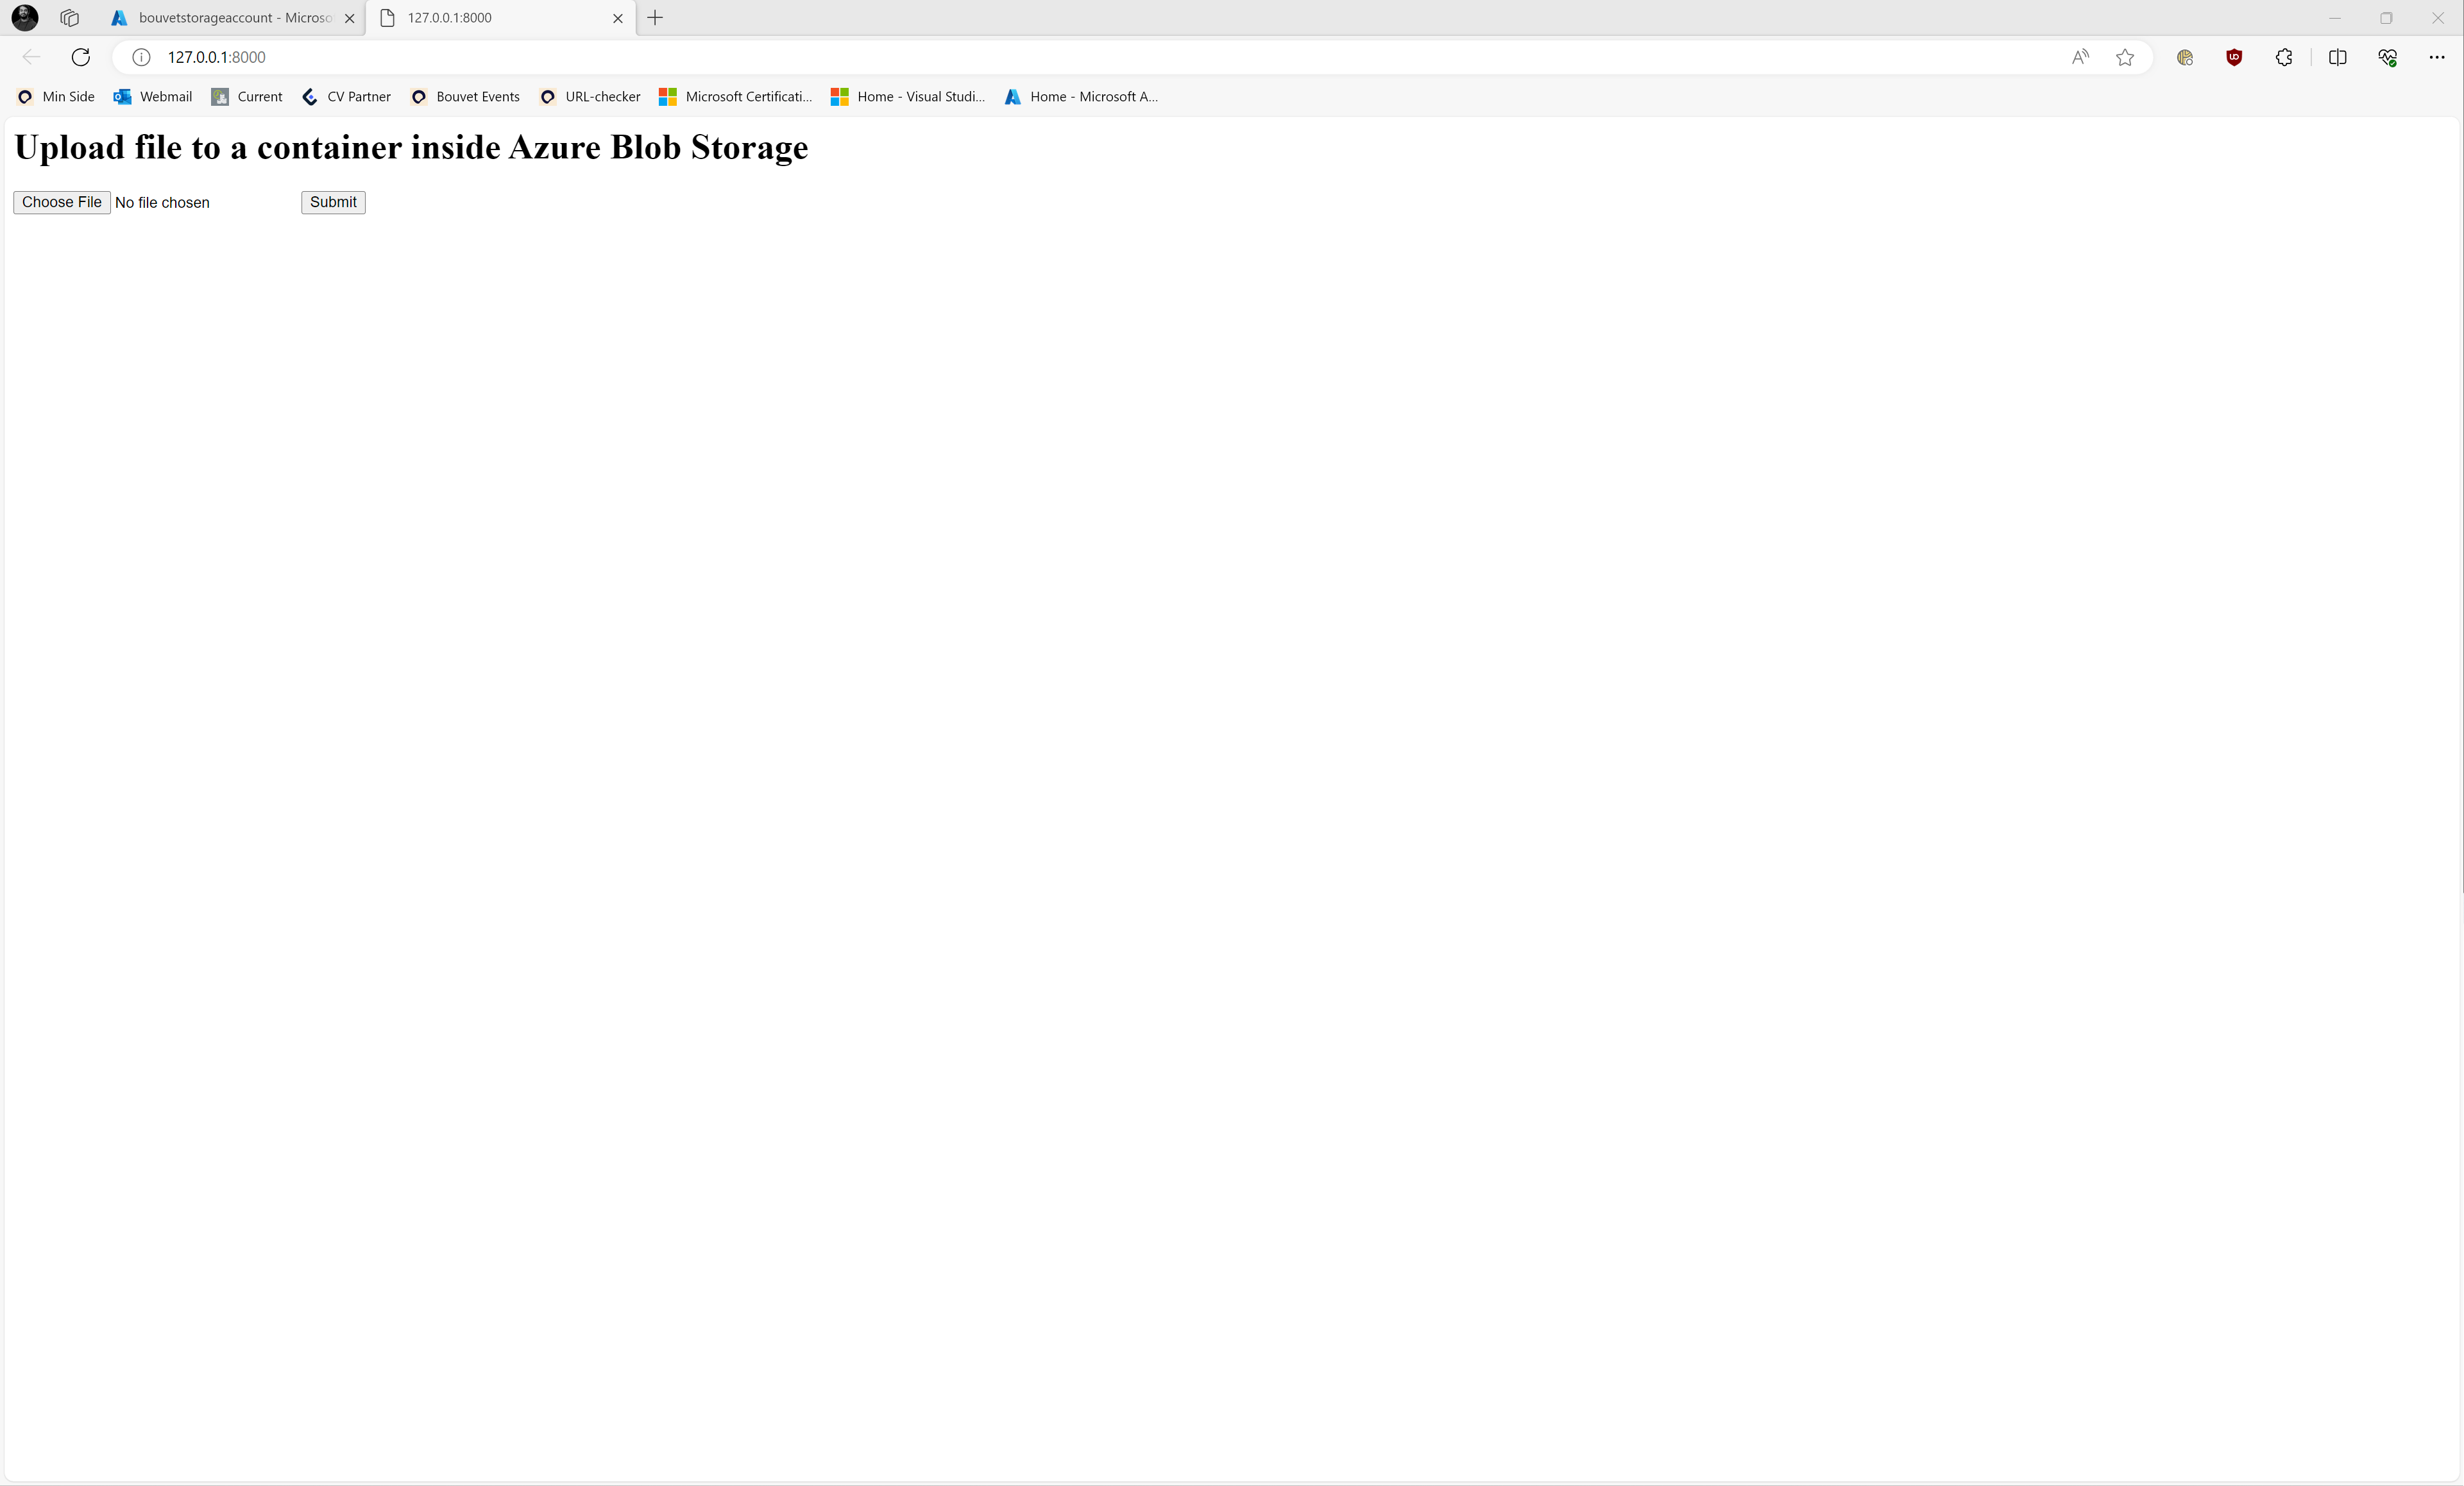 bouvetstorageaccount - Microso
127.0.0.1:8000
127.0.0.1:8000
Min Side Webmail Current CV Partner Bouvet Events URL-checker Microsoft Certificati... Home - Visual Studi... Home - Microsoft A...
Upload file to a container inside Azure Blob Storage
Choose File No file chosen Submit